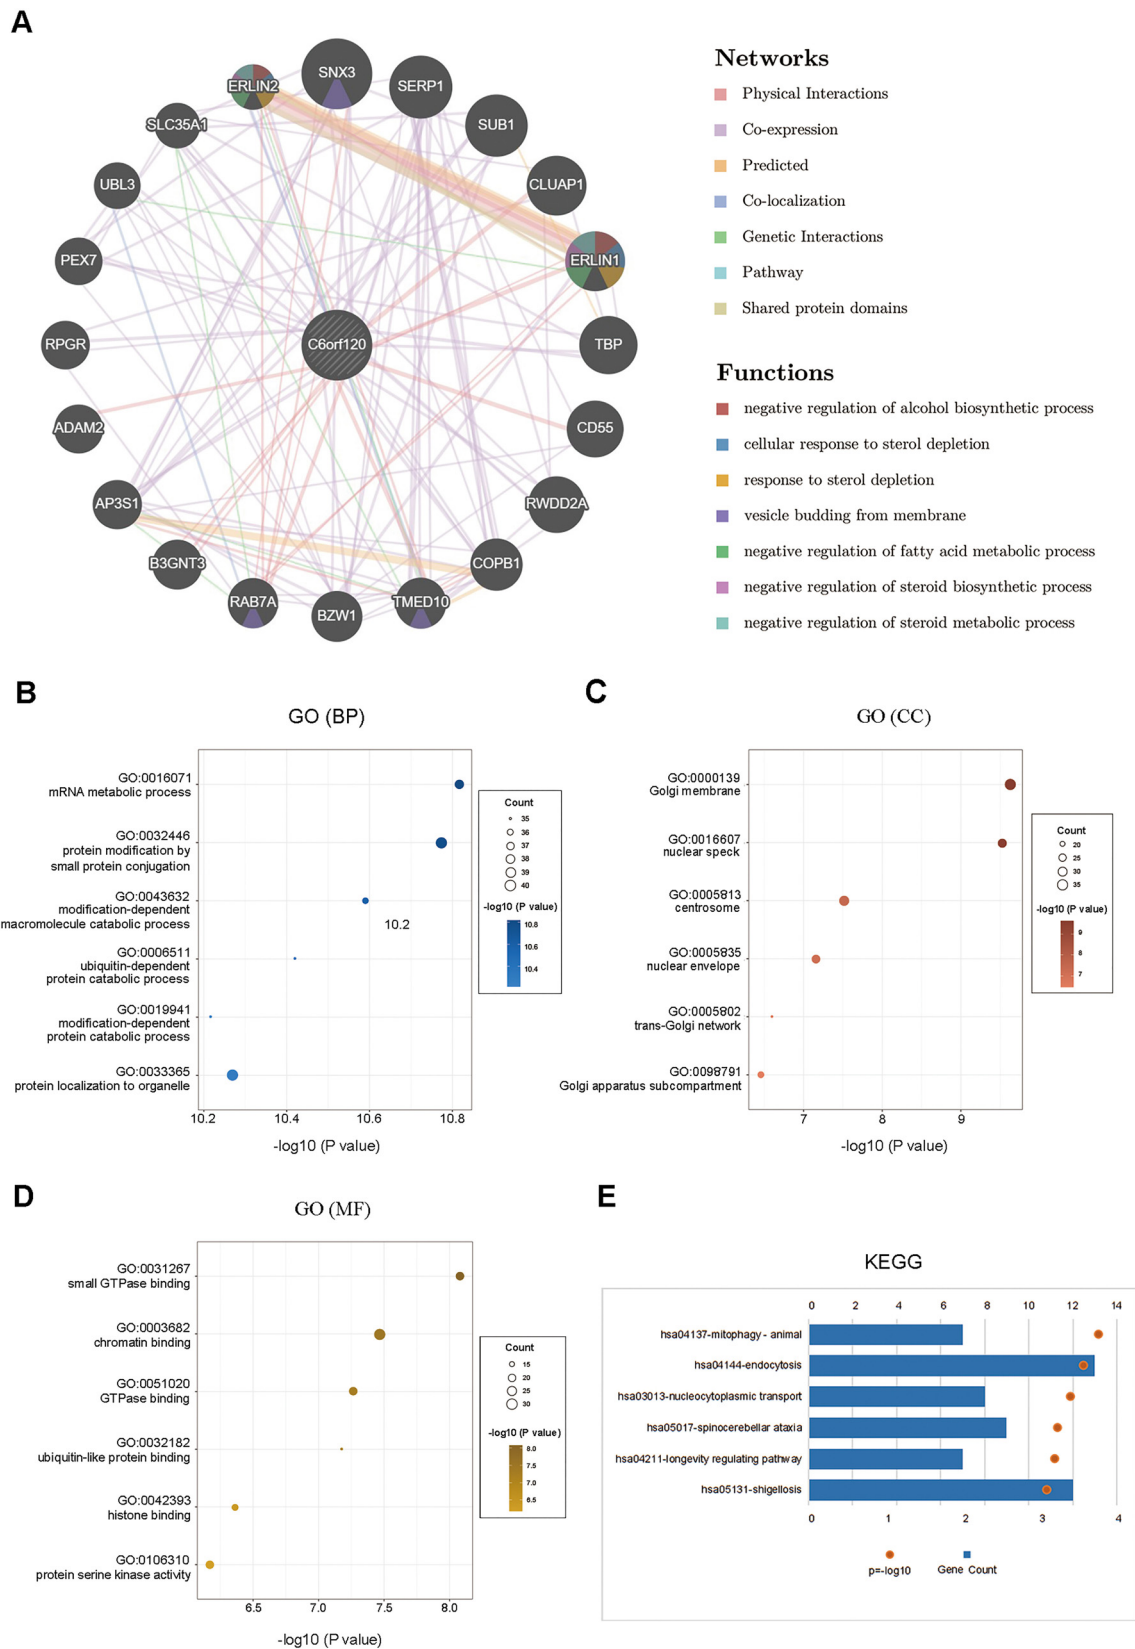 A
ERLIN2
SNX3
SERP1
SUB1
SLC35A1
CLUAP1
UBL3
ERLIN1
PEX7
C6orf120
RPGR
TBP
ADAM2
CD55
AP3S1
RWDD2A
B3GNT3
COPB1
RAB7A
BZW1
TMED10
Networks
Physical Interactions
Co-expression
Predicted
Co-localization
Genetic Interactions
Pathway
Shared protein domains
Functions
negative regulation of alcohol biosynthetic process
cellular response to sterol depletion
response to sterol depletion
vesicle budding from membrane
negative regulation of fatty acid metabolic process
negative regulation of steroid biosynthetic process
negative regulation of steroid metabolic process
B
GO (BP)
GO:0016071
mRNA metabolic process
GO:0032446
protein modification by
small protein conjugation
GO:0043632
modification-dependent
macromolecule catabolic process
10.2
GO:0006511
ubiquitin-dependent
protein catabolic process
GO:0019941
modification-dependent
protein catabolic process
GO:0033365
protein localization to organelle
10.2 10.4 10.6 10.8
-log10 (P value)
Count
35
36
37
38
39
40
-log10 (P value)
10.8
10.6
10.4
C
GO (CC)
GO:0000139
Golgi membrane
GO:0016607
nuclear speck
GO:0005813
centrosome
GO:0005635
nuclear envelope
GO:0005802
trans-Golgi network
GO:0098791
Golgi apparatus subcompartment
7 8 9
-log10 (P value)
Count
20
25
30
35
-log10 (P value)
9
8
7
D
GO (MF)
GO:0031267
small GTPase binding
GO:0003682
chromatin binding
GO:0051020
GTPase binding
GO:0032182
ubiquitin-like protein binding
GO:0042393
histone binding
GO:0106310
protein serine kinase activity
6.5 7.0 7.5 8.0
-log10 (P value)
Count
15
20
25
30
-log10 (P value)
8.0
7.0
6.5
E
KEGG
0 2 4 6 8 10 12 14
hsa04137-mitophagy - animal
hsa04144-endocytosis
hsa03013-nucleocytoplasmic transport
hsa05017-spinocerebellar ataxia
hsa04211-longevity regulating pathway
hsa05131-shigellosis
0 1 2 3 4
p=-log10
Gene Count